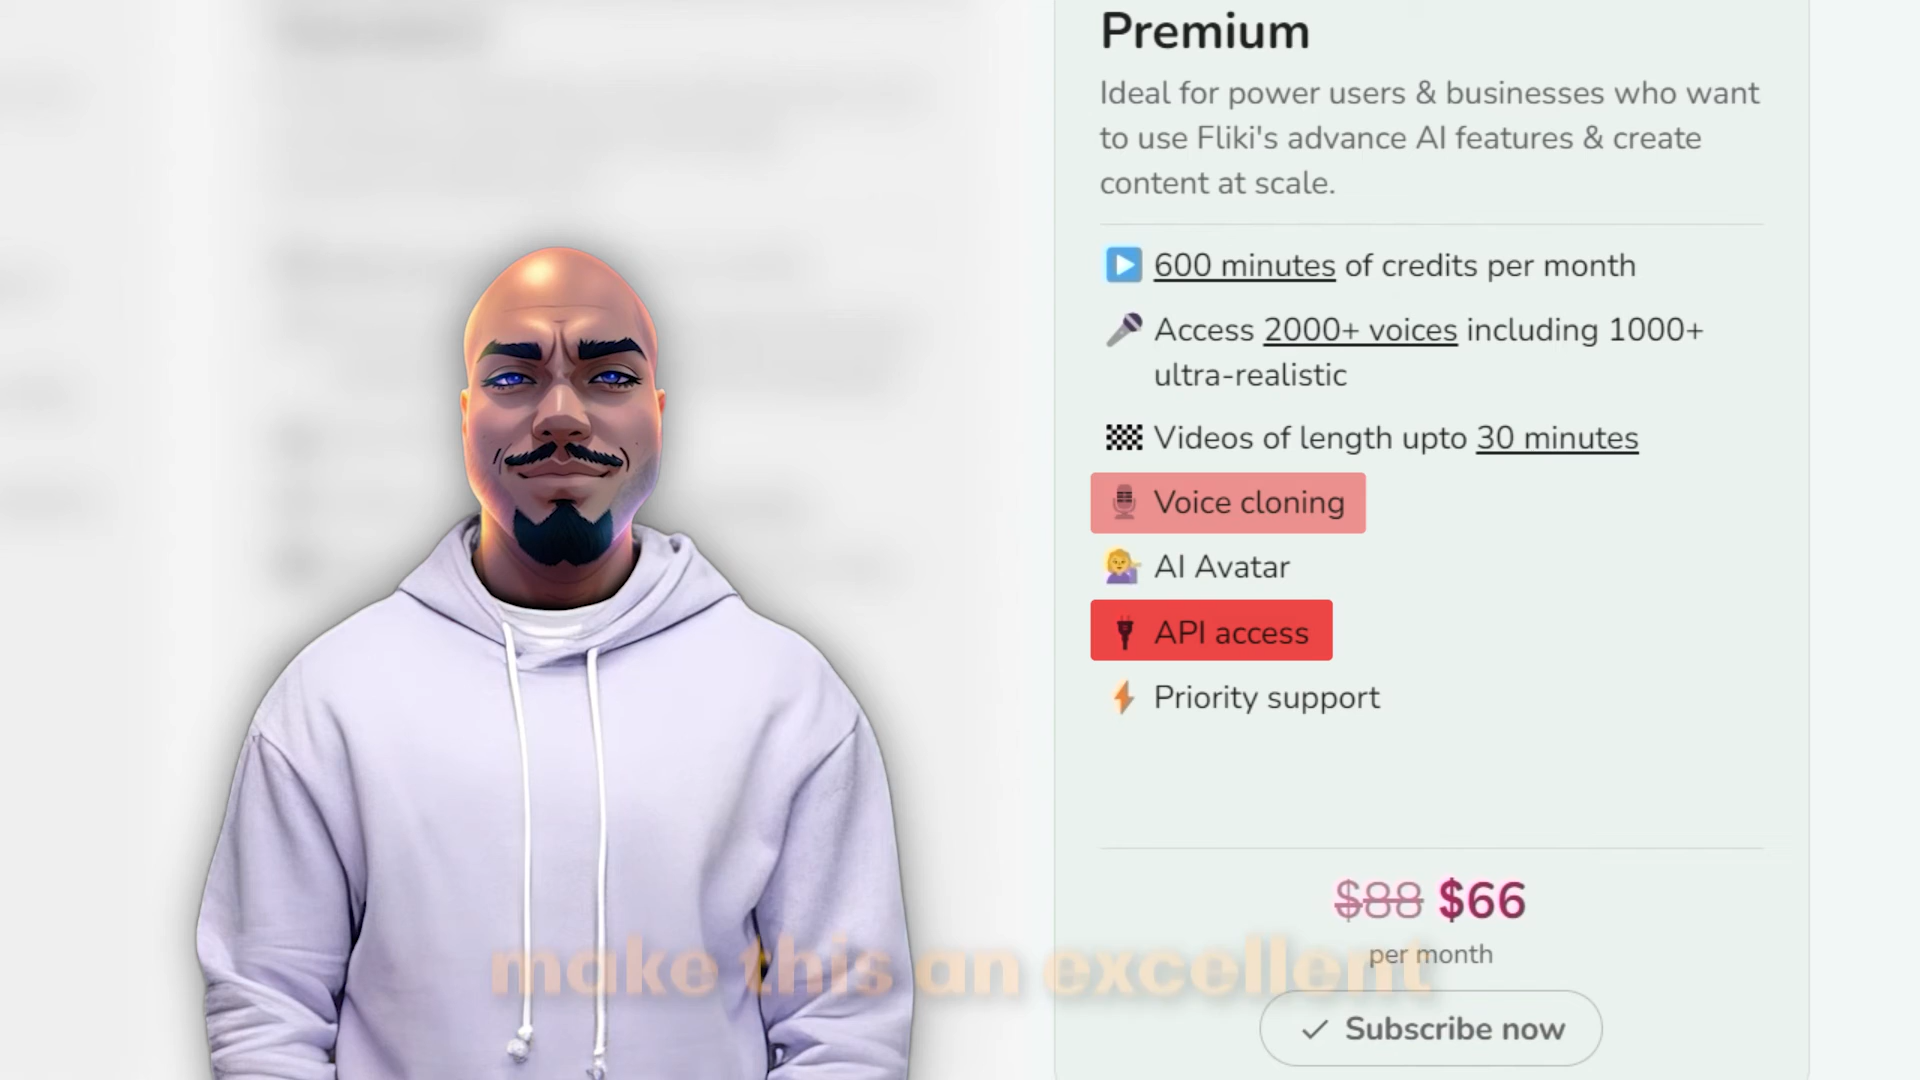 Premium
Ideal for power users & businesses who want
to use Fliki's advance AI features & create
content at scale.
600 minutes of credits per month
Access 2000+ voices including 1000+
ultra-realistic
Videos of length upto 30 minutes
Voice cloning
AI Avatar
API access
Priority support
$88 $66
per month
make this an excellent
Subscribe now